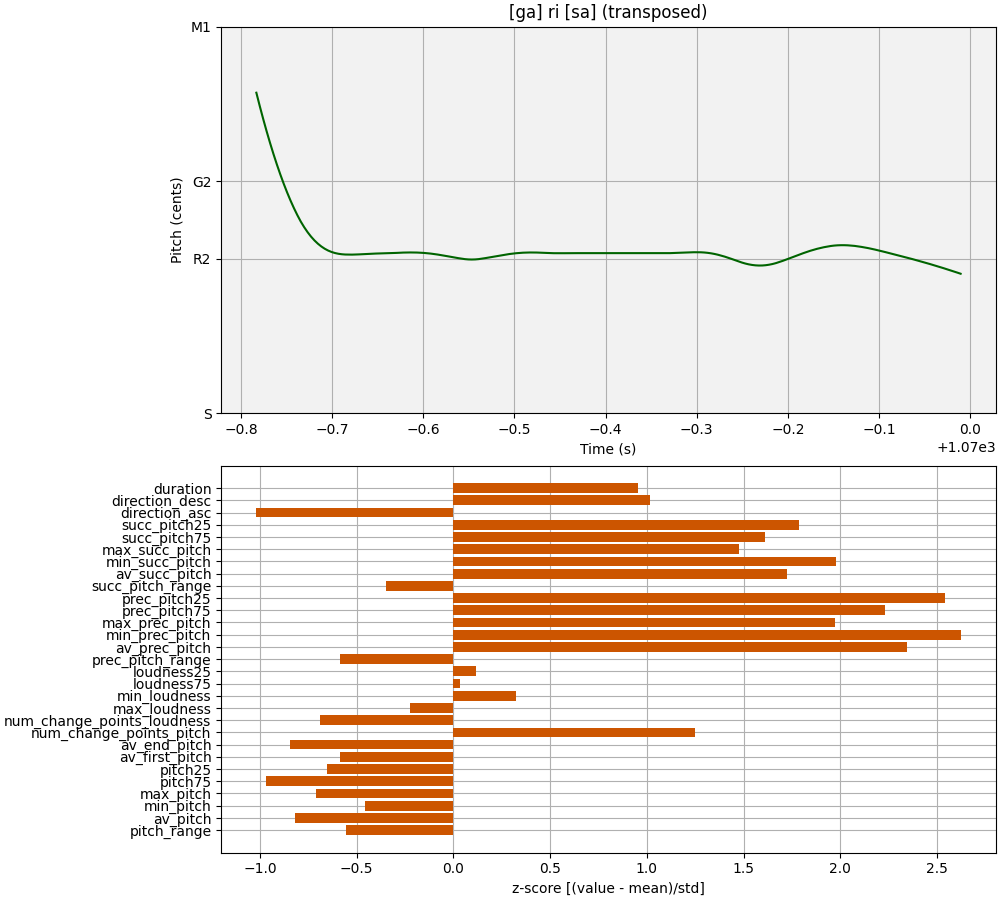 [ga] ri [sa] (transposed)
M1
G2
R2
S
Pitch (cents)
−0.8 −0.7 −0.6 −0.5 −0.4 −0.3 −0.2 −0.1 0.0
Time (s)
+1.07e3
duration
direction_desc
direction_asc
succ_pitch25
succ_pitch75
max_succ_pitch
min_succ_pitch
av_succ_pitch
succ_pitch_range
prec_pitch25
prec_pitch75
max_prec_pitch
min_prec_pitch
av_prec_pitch
prec_pitch_range
loudness25
loudness75
min_loudness
max_loudness
num_change_points_loudness
num_change_points_pitch
av_end_pitch
av_first_pitch
pitch25
pitch75
max_pitch
min_pitch
av_pitch
pitch_range
−1.0 −0.5 0.0 0.5 1.0 1.5 2.0 2.5
z-score [(value - mean)/std]